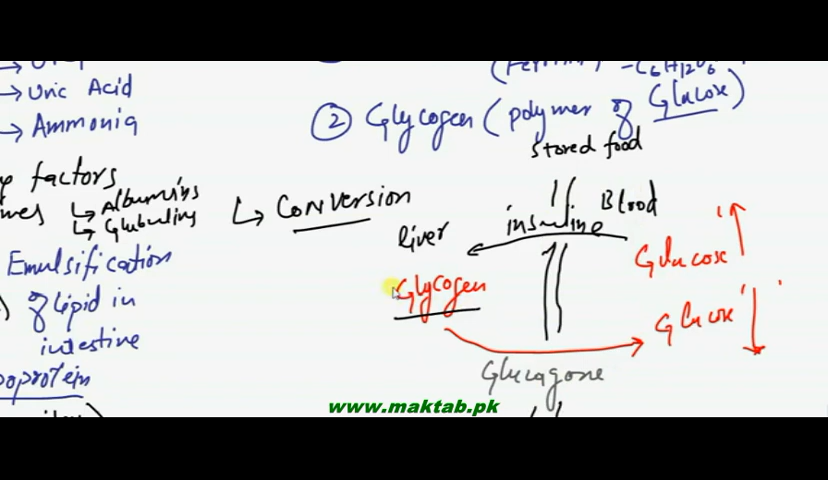 → Uric Acid
→ Ammonia
factors
↳ Albumins
↳ Globulins
Emulsification
of lipid in
intestine
C6H12O6
② Glycogen (polymer of Glucose)
Stored food
↳ Conversion
liver
insuline
Blood
Glucose
Glycogen
Glucose
Glucagone
www.maktab.pk